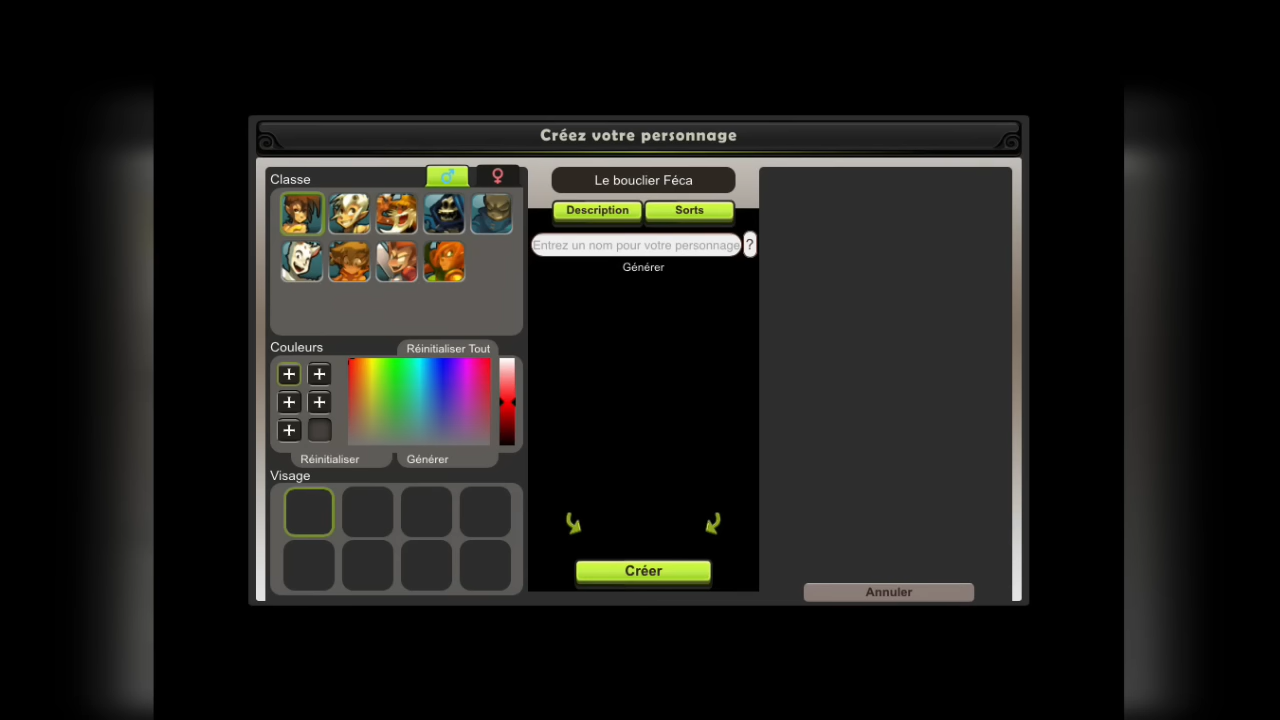 Créez votre personnage
Classe
Le bouclier Féca
Description
Sorts
Entrez un nom pour votre personnage
?
Générer
Couleurs
Réinitialiser Tout
Réinitialiser
Générer
Visage
Créer
Annuler